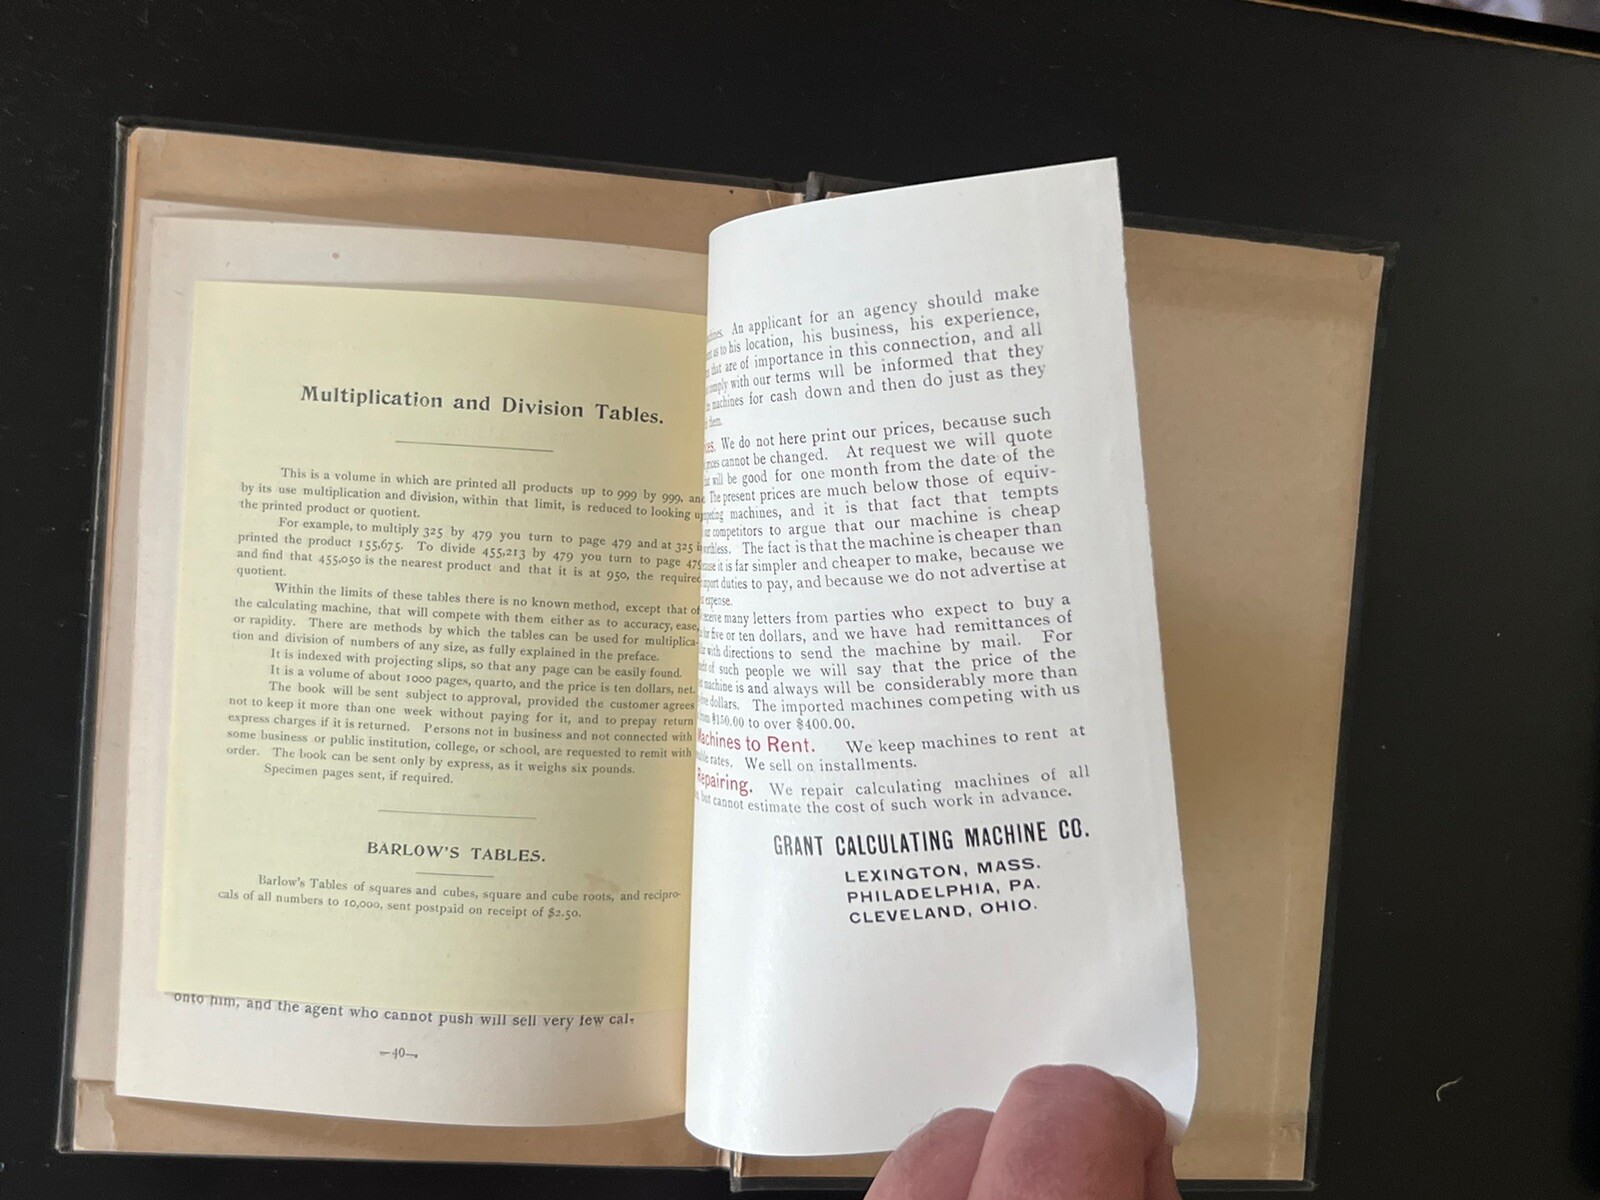 Multiplication and Division Tables.
This is a volume in which are printed all products up to 999 by 999, and
by its use multiplication and division, within that limit, is reduced to looking up
the printed product or quotient.
For example, to multiply 325 by 479 you turn to page 479 and at 325 is
printed the product 155,675. To divide 455,213 by 479 you turn to page 479
and find that 455,050 is the nearest product and that it is at 950, the required
quotient.
Within the limits of these tables there is no known method, except that of
the calculating machine, that will compete with them either as to accuracy, ease,
or rapidity. There are methods by which the tables can be used for multiplica-
tion and division of numbers of any size, as fully explained in the preface.
It is indexed with projecting slips, so that any page can be easily found.
It is a volume of about 1000 pages, quarto, and the price is ten dollars, net.
The book will be sent subject to approval, provided the customer agrees
not to keep it more than one week without paying for it, and to prepay return
express charges if it is returned. Persons not in business and not connected with
some business or public institution, college, or school, are requested to remit with
order. The book can be sent only by express, as it weighs six pounds.
Specimen pages sent, if required.
BARLOW'S TABLES.
Barlow's Tables of squares and cubes, square and cube roots, and recipro-
cals of all numbers to 10,000, sent postpaid on receipt of $2.50.
onto him, and the agent who cannot push will sell very few cal-
—40—
An applicant for an agency should make
as to his location, his business, his experience,
that are of importance in this connection, and all
comply with our terms will be informed that they
machines for cash down and then do just as they
them.
We do not here print our prices, because such
prices cannot be changed. At request we will quote
will be good for one month from the date of the
The present prices are much below those of equiv-
machines, and it is that fact that tempts
competitors to argue that our machine is cheap
The fact is that the machine is cheaper than
it is far simpler and cheaper to make, because we
duties to pay, and because we do not advertise at
expense.
many letters from parties who expect to buy a
five or ten dollars, and we have had remittances of
with directions to send the machine by mail. For
of such people we will say that the price of the
machine is and always will be considerably more than
dollars. The imported machines competing with us
from $150.00 to over $400.00.
Machines to Rent. We keep machines to rent at
rates. We sell on installments.
Repairing. We repair calculating machines of all
but cannot estimate the cost of such work in advance.
GRANT CALCULATING MACHINE CO.
LEXINGTON, MASS.
PHILADELPHIA, PA.
CLEVELAND, OHIO.